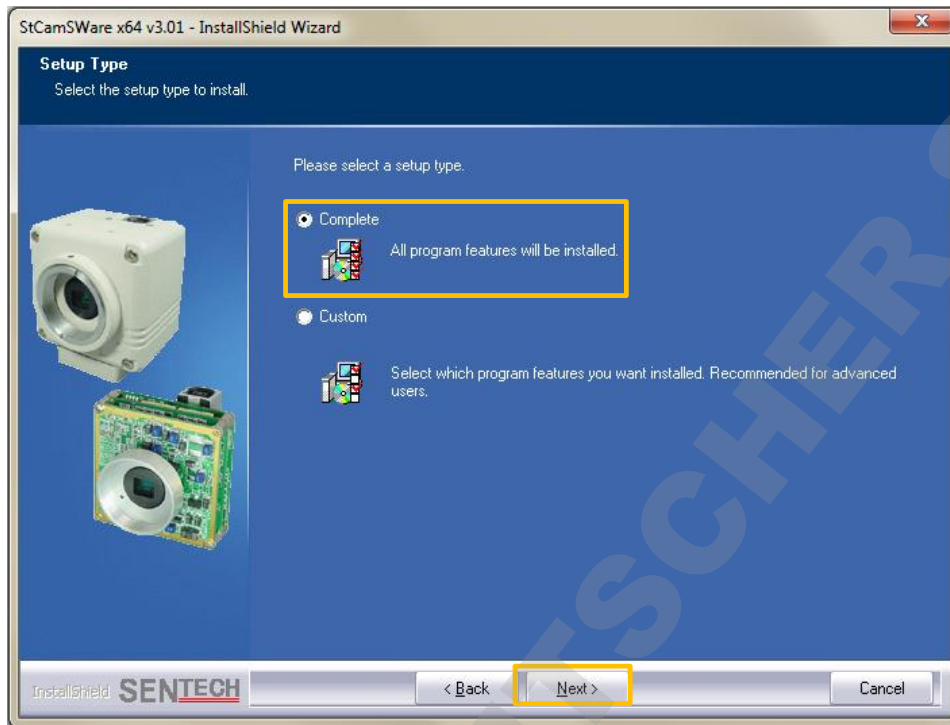 StCamSWare x64 v3.01 - InstallShield Wizard
Setup Type
Select the setup type to install.
Please select a setup type.
Complete
All program features will be installed.
Custom
Select which program features you want installed. Recommended for advanced
users.
InstallShield SENTECH
< Back
Next >
Cancel